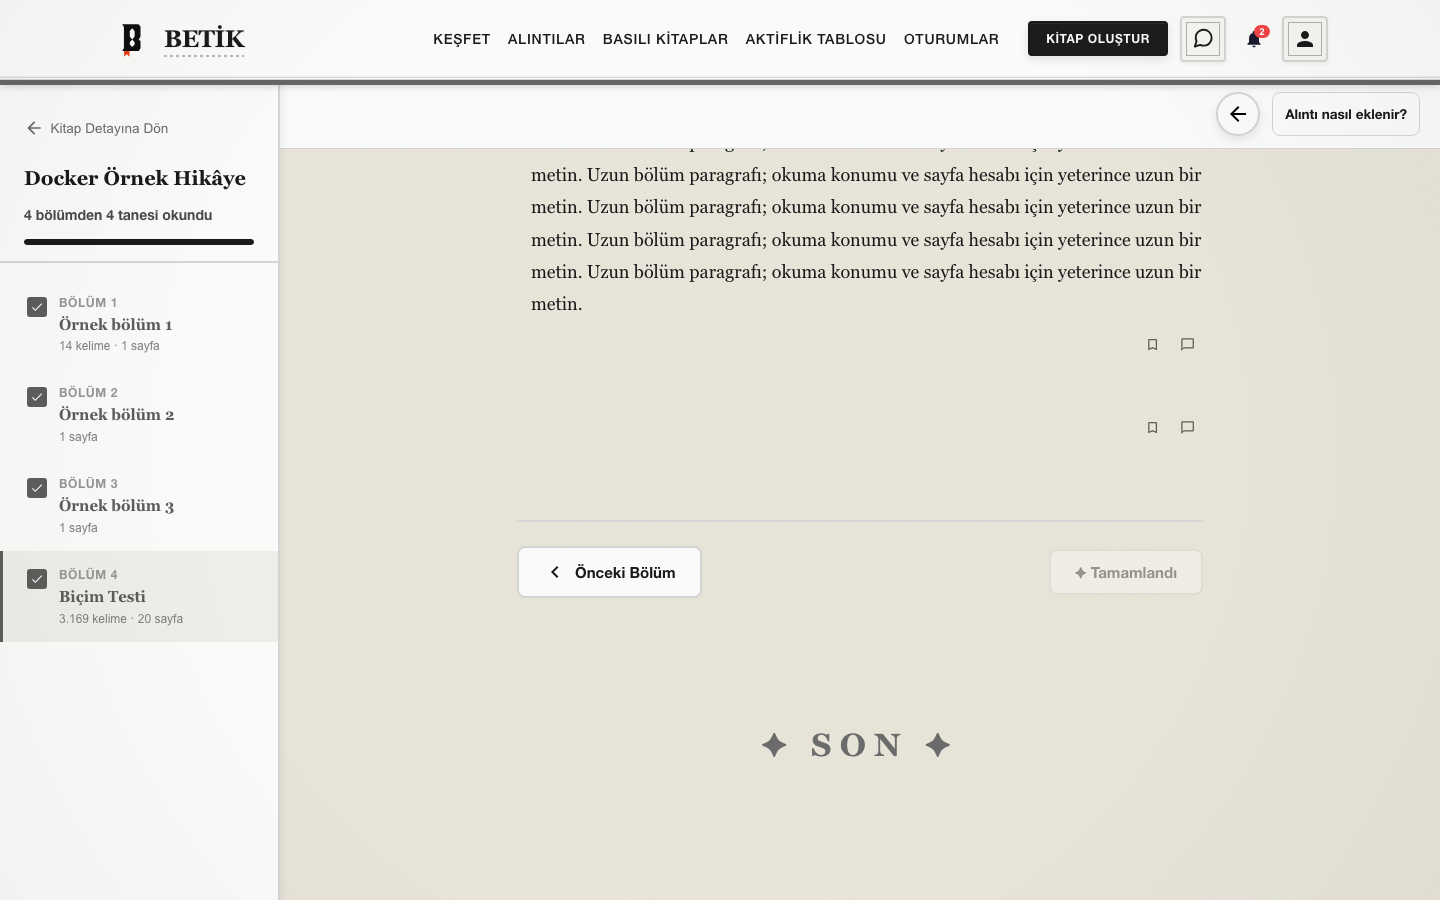 BETİK
KEŞFET
ALINTILAR
BASILI KİTAPLAR
AKTİFLİK TABLOSU
OTURUMLAR
KİTAP OLUŞTUR
2
Kitap Detayına Dön
Docker Örnek Hikâye
4 bölümden 4 tanesi okundu
BÖLÜM 1
Örnek bölüm 1
14 kelime · 1 sayfa
BÖLÜM 2
Örnek bölüm 2
1 sayfa
BÖLÜM 3
Örnek bölüm 3
1 sayfa
BÖLÜM 4
Biçim Testi
3.169 kelime · 20 sayfa
Alıntı nasıl eklenir?
metin. Uzun bölüm paragrafı; okuma konumu ve sayfa hesabı için yeterince uzun bir
metin. Uzun bölüm paragrafı; okuma konumu ve sayfa hesabı için yeterince uzun bir
metin. Uzun bölüm paragrafı; okuma konumu ve sayfa hesabı için yeterince uzun bir
metin. Uzun bölüm paragrafı; okuma konumu ve sayfa hesabı için yeterince uzun bir
metin.
Önceki Bölüm
✦ Tamamlandı
✦ SON ✦